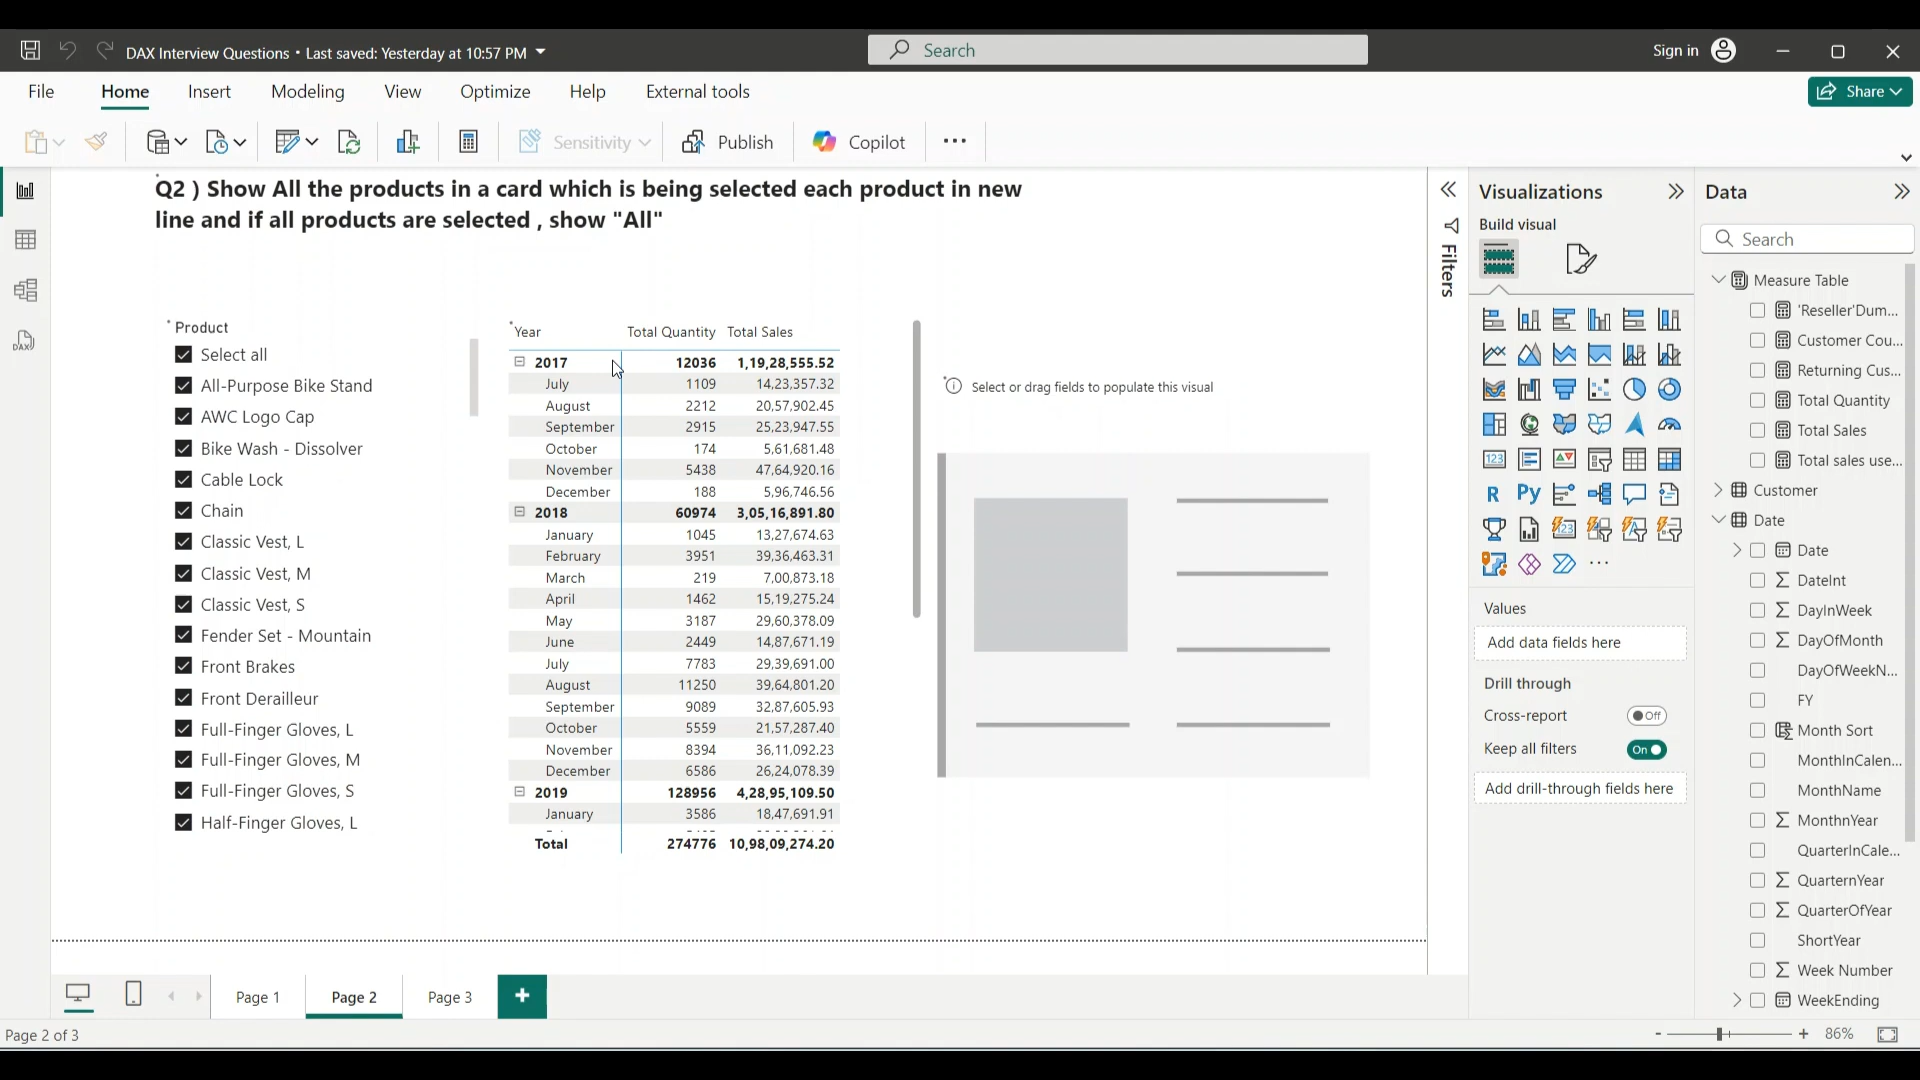 DAX Interview Questions • Last saved: Yesterday at 10:57 PM
Search
Sign in
File
Home
Insert
Modeling
View
Optimize
Help
External tools
Share
Sensitivity
Publish
Copilot
Q2 ) Show All the products in a card which is being selected each product in new
line and if all products are selected , show "All"
Product
Select all
All-Purpose Bike Stand
AWC Logo Cap
Bike Wash - Dissolver
Cable Lock
Chain
Classic Vest, L
Classic Vest, M
Classic Vest, S
Fender Set - Mountain
Front Brakes
Front Derailleur
Full-Finger Gloves, L
Full-Finger Gloves, M
Full-Finger Gloves, S
Half-Finger Gloves, L
Year Total Quantity Total Sales
2017 12036 1,19,28,555.52
July 1109 14,23,357.32
August 2212 20,57,902.45
September 2915 25,23,947.55
October 174 5,61,681.48
November 5438 47,64,920.16
December 188 5,96,746.56
2018 60974 3,05,16,891.80
January 1045 13,27,674.63
February 3951 39,36,463.31
March 219 7,00,873.18
April 1462 15,19,275.24
May 3187 29,60,378.09
June 2449 14,87,671.19
July 7783 29,39,691.00
August 11250 39,64,801.20
September 9089 32,87,605.93
October 5559 21,57,287.40
November 8394 36,11,092.23
December 6586 26,24,078.39
2019 128956 4,28,95,109.50
January 3586 18,47,691.91
Total 274776 10,98,09,274.20
Select or drag fields to populate this visual
Filters
Visualizations
Build visual
123
R
Py
123
Values
Add data fields here
Drill through
Cross-report
Off
Keep all filters
On
Add drill-through fields here
Data
Search
Measure Table
'Reseller'Dum...
Customer Cou...
Returning Cus...
Total Quantity
Total Sales
Total sales use...
Customer
Date
Date
DateInt
DayInWeek
DayOfMonth
DayOfWeekN...
FY
Month Sort
MonthInCalen...
MonthName
MonthnYear
QuarterInCale...
QuarternYear
QuarterOfYear
ShortYear
Week Number
WeekEnding
DAX
Page 1
Page 2
Page 3
+
Page 2 of 3
- + 86%